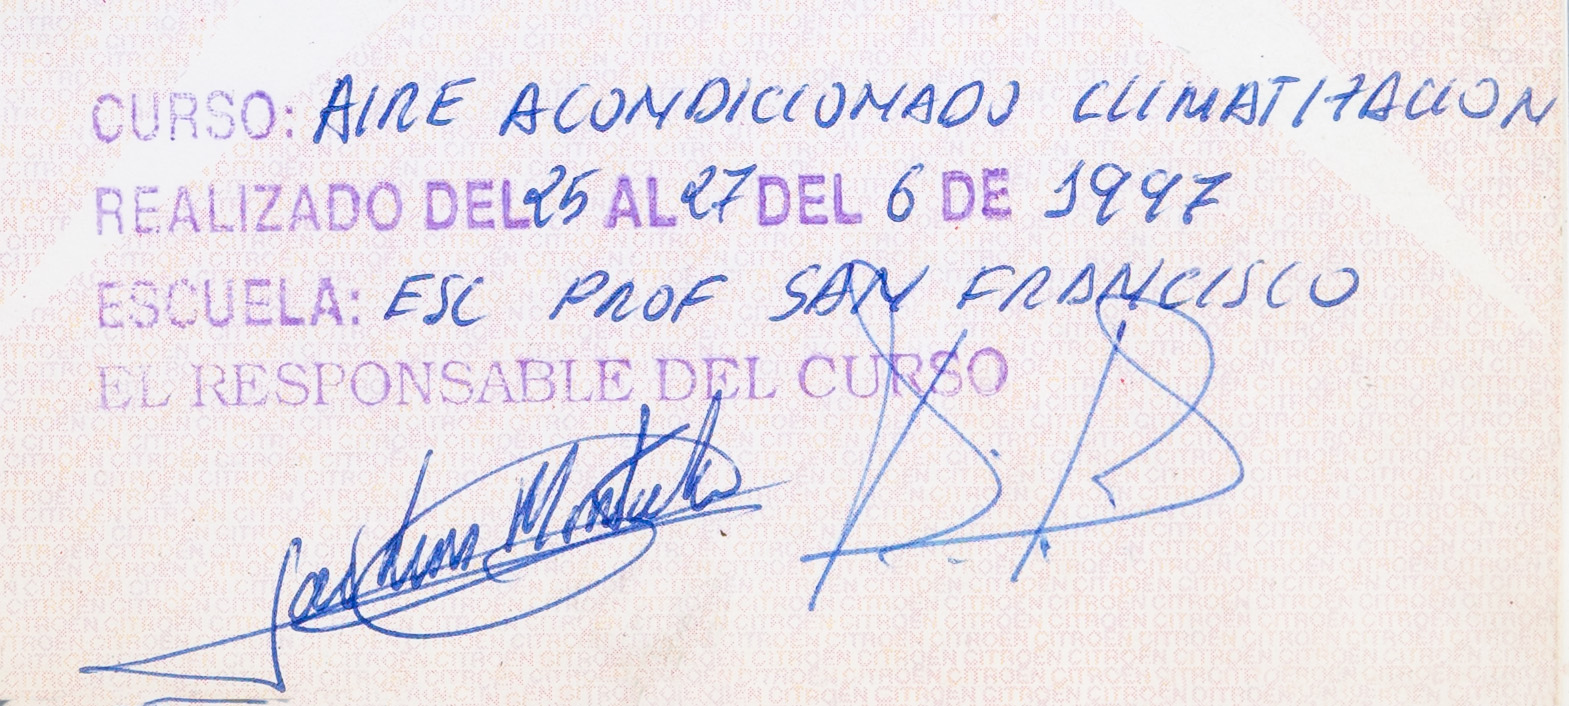 CURSO: AIRE ACONDICIONADO CLIMATIZACION
REALIZADO DEL 25 AL 27 DEL 6 DE 1997
ESCUELA: ESC PROF SAN FRANCISCO
EL RESPONSABLE DEL CURSO